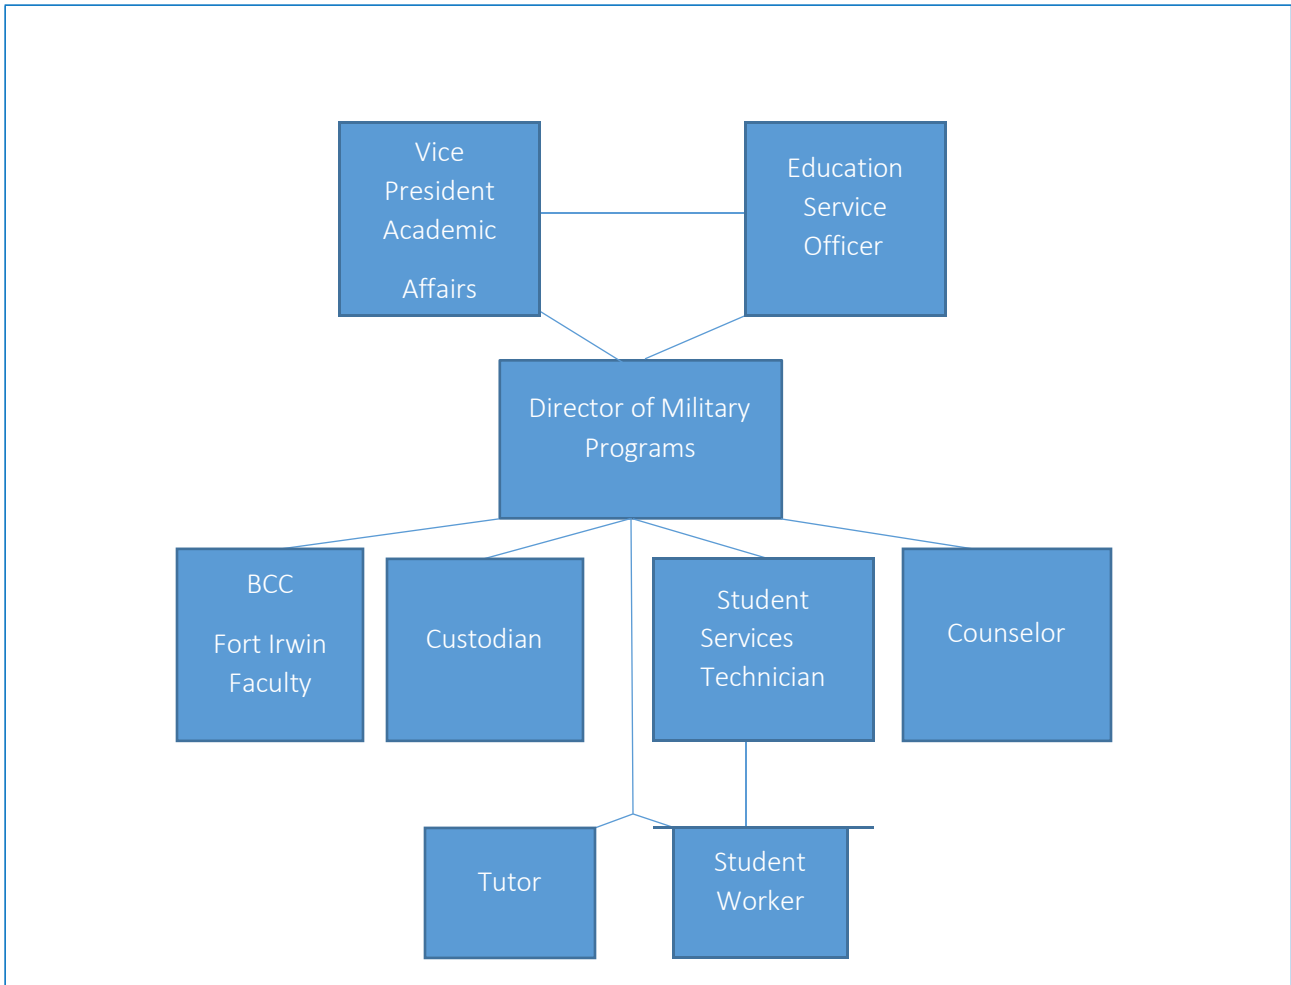 Vice
President
Academic
Affairs
Education
Service
Officer
Director of Military
Programs
BCC
Fort Irwin
Faculty
Custodian
Student
Services
Technician
Counselor
Tutor
Student
Worker